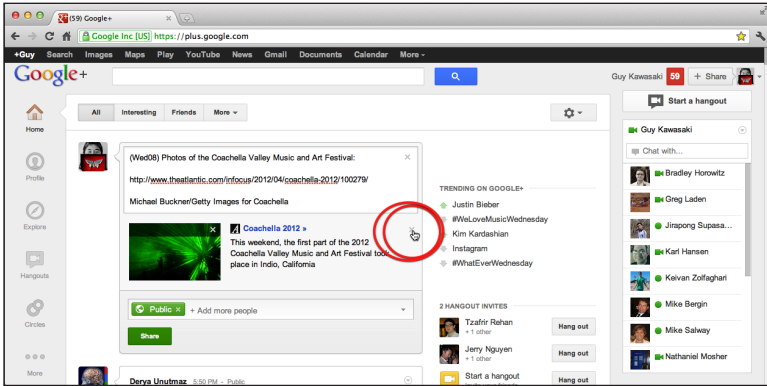 (59) Google+
Google Inc [US] https://plus.google.com
+Guy Search Images Maps Play YouTube News Gmail Documents Calendar More
Google+
Guy Kawasaki 59 + Share
All Interesting Friends More
Start a hangout
Home
Profile
Explore
Hangouts
Circles
More
(Wed08) Photos of the Coachella Valley Music and Art Festival:
http://www.theatlantic.com/infocus/2012/04/coachella-2012/100279/
Michael Buckner/Getty Images for Coachella
Coachella 2012 »
This weekend, the first part of the 2012
Coachella Valley Music and Art Festival took
place in Indio, California
Public × + Add more people
Share
Derya Unutmaz 5:50 PM - Public
TRENDING ON GOOGLE+
Justin Bieber
#WeLoveMusicWednesday
Kim Kardashian
Instagram
#WhatEverWednesday
2 HANGOUT INVITES
Tzafrir Rehan
+ 1 other
Hang out
Jerry Nguyen
+ 1 other
Hang out
Start a hangout
Hang out
Guy Kawasaki
Chat with...
Bradley Horowitz
Greg Laden
Jirapong Supasa...
Karl Hansen
Keivan Zolfaghari
Mike Bergin
Mike Salway
Nathaniel Mosher